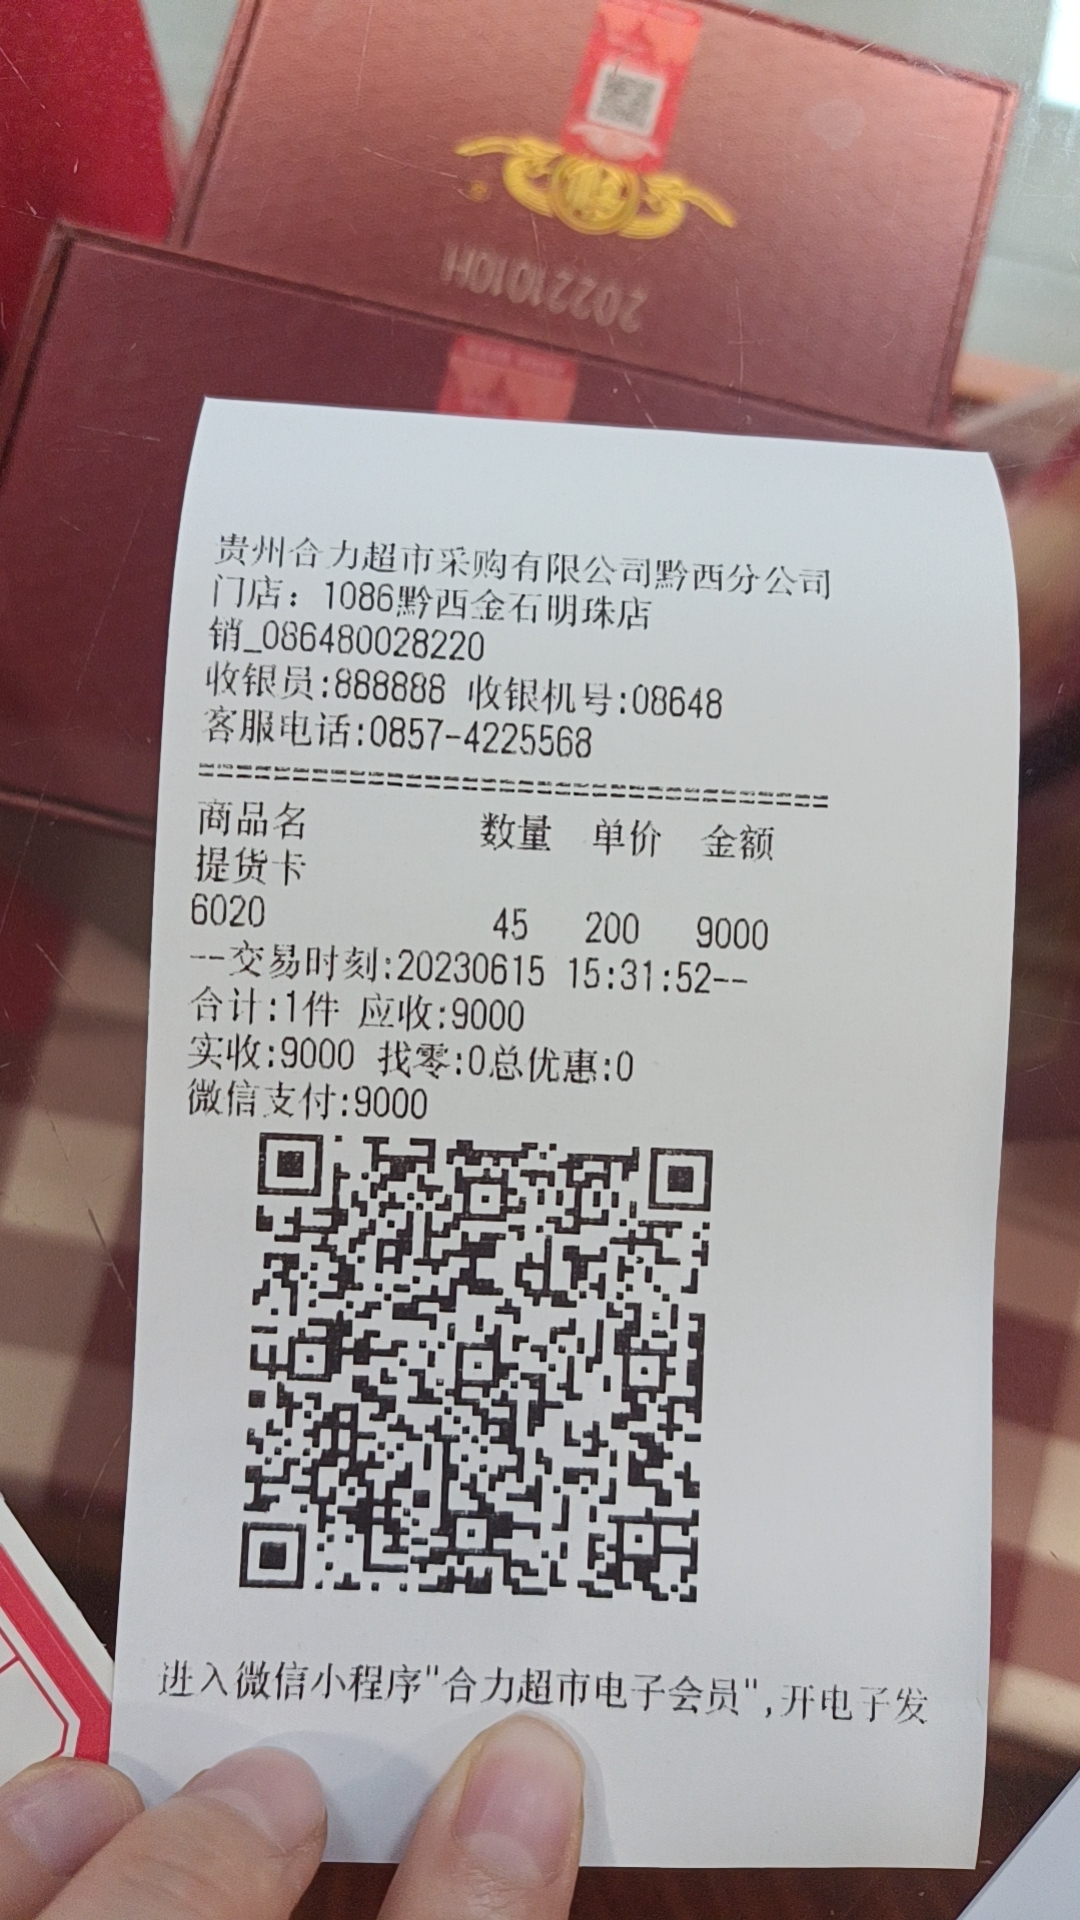 20221010H
贵州合力超市采购有限公司黔西分公司
门店：1086黔西金石明珠店
销_086480028220
收银员:888888 收银机号:08648
客服电话:0857-4225568
==================================
商品名 数量 单价 金额
提货卡
6020 45 200 9000
--交易时刻:20230615 15:31:52--
合计:1件 应收:9000
实收:9000 找零:0总优惠:0
微信支付:9000
进入微信小程序"合力超市电子会员",开电子发